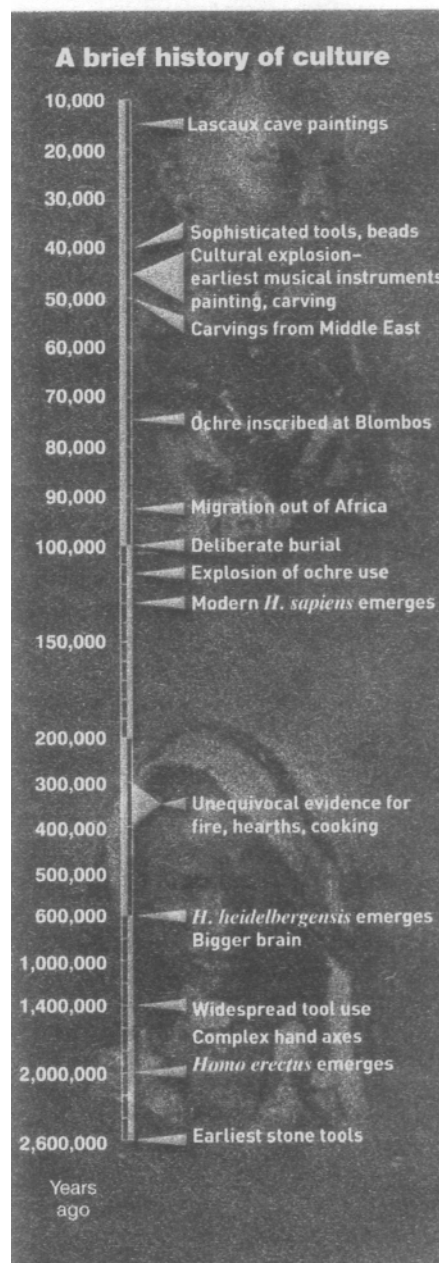 A brief history of culture
10,000
Lascaux cave paintings
20,000
30,000
Sophisticated tools, beads
40,000
Cultural explosion–
earliest musical instruments
painting, carving
50,000
Carvings from Middle East
60,000
70,000
Ochre inscribed at Blombos
80,000
90,000
Migration out of Africa
100,000
Deliberate burial
Explosion of ochre use
Modern H. sapiens emerges
150,000
200,000
300,000
Unequivocal evidence for
fire, hearths, cooking
400,000
500,000
600,000
H. heidelbergensis emerges
Bigger brain
1,000,000
1,400,000
Widespread tool use
Complex hand axes
Homo erectus emerges
2,000,000
2,600,000
Earliest stone tools
Years
ago